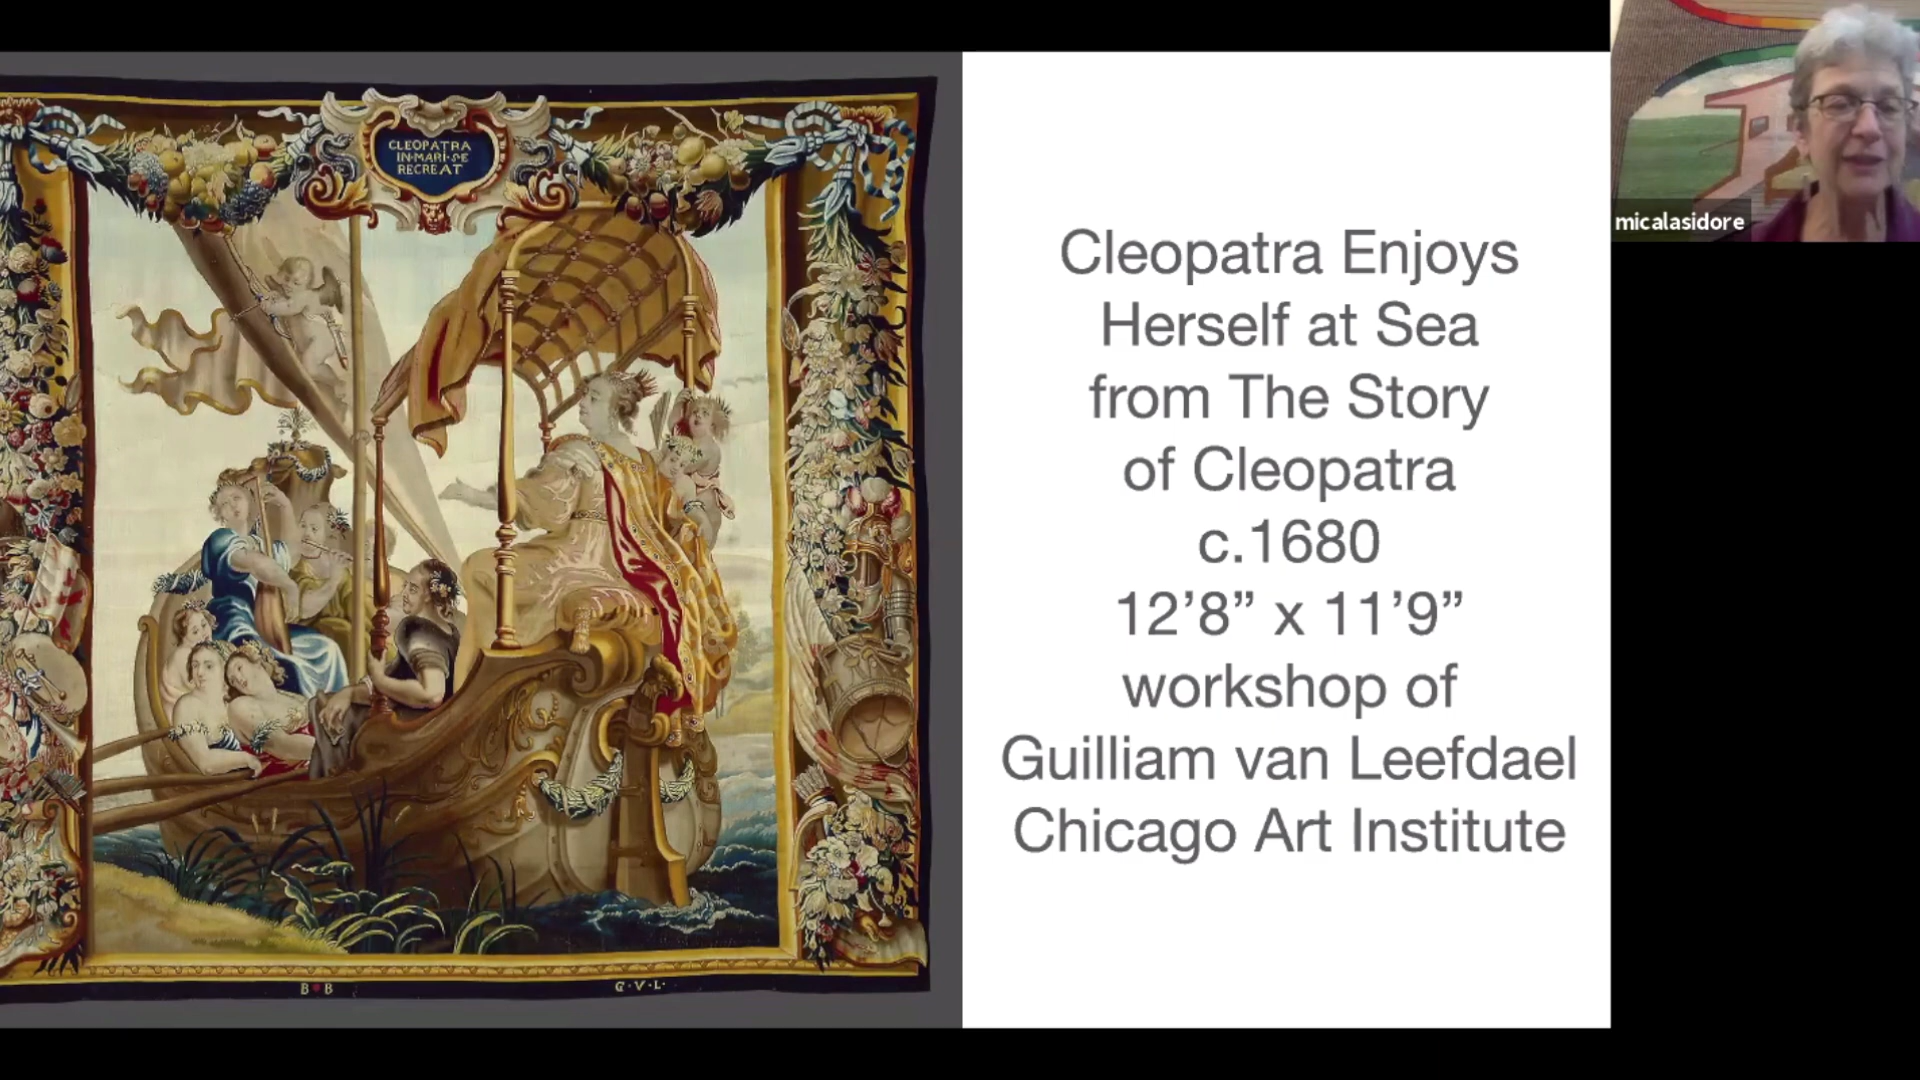 CLEOPATRA
IN·MARI·SE
RECREAT
B B
G·V·L·
Cleopatra Enjoys
Herself at Sea
from The Story
of Cleopatra
c.1680
12’8” x 11’9”
workshop of
Guilliam van Leefdael
Chicago Art Institute
micalasidore